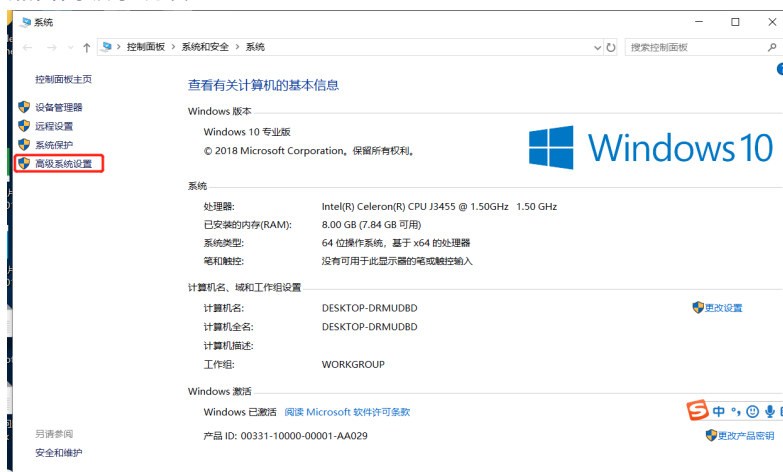 系统
控制面板 > 系统和安全 > 系统
搜索控制面板
控制面板主页
设备管理器
远程设置
系统保护
高级系统设置
查看有关计算机的基本信息
Windows 版本
Windows 10 专业版
© 2018 Microsoft Corporation。保留所有权利。
Windows 10
系统
处理器: Intel(R) Celeron(R) CPU J3455 @ 1.50GHz 1.50 GHz
已安装的内存(RAM): 8.00 GB (7.84 GB 可用)
系统类型: 64 位操作系统，基于 x64 的处理器
笔和触控: 没有可用于此显示器的笔或触控输入
计算机名、域和工作组设置
计算机名: DESKTOP-DRMUDBD
更改设置
计算机全名: DESKTOP-DRMUDBD
计算机描述:
工作组: WORKGROUP
Windows 激活
Windows 已激活 阅读 Microsoft 软件许可条款
中
产品 ID: 00331-10000-00001-AA029
更改产品密钥
另请参阅
安全和维护